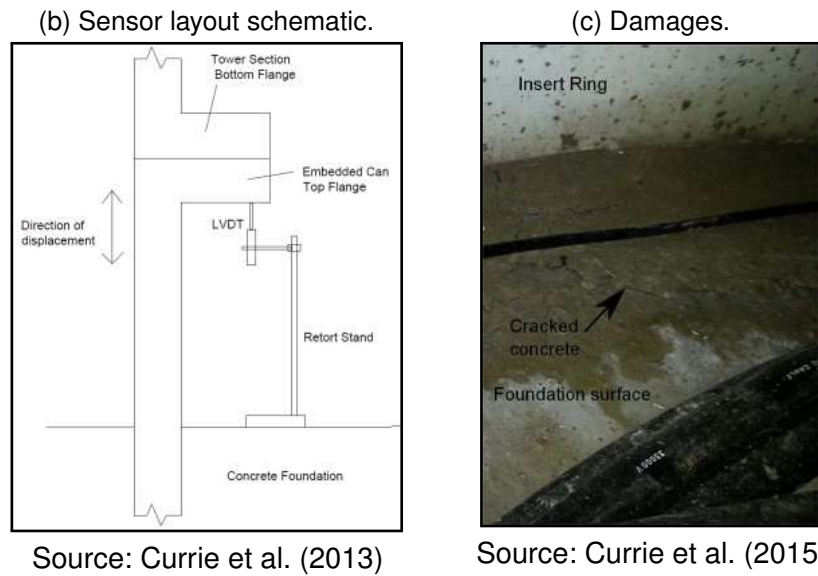 (b) Sensor layout schematic.
Tower Section
Bottom Flange
Embedded Can
Top Flange
LVDT
Direction of
displacement
Retort Stand
Concrete Foundation
Source: Currie et al. (2013)
(c) Damages.
Insert Ring
Cracked
concrete
Foundation surface
33000V
Source: Currie et al. (2015